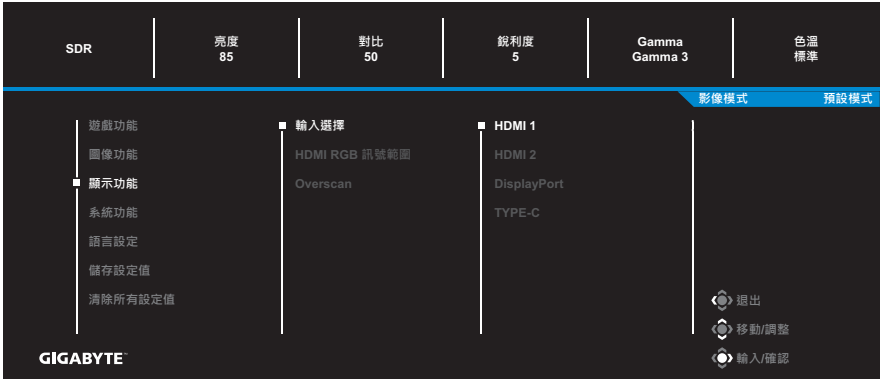 SDR
亮度
85
對比
50
銳利度
5
Gamma
Gamma 3
色溫
標準
影像模式 預設模式
遊戲功能
圖像功能
顯示功能
系統功能
語言設定
儲存設定值
清除所有設定值
輸入選擇
HDMI RGB 訊號範圍
Overscan
HDMI 1
HDMI 2
DisplayPort
TYPE-C
退出
移動/調整
輸入/確認
GIGABYTE™